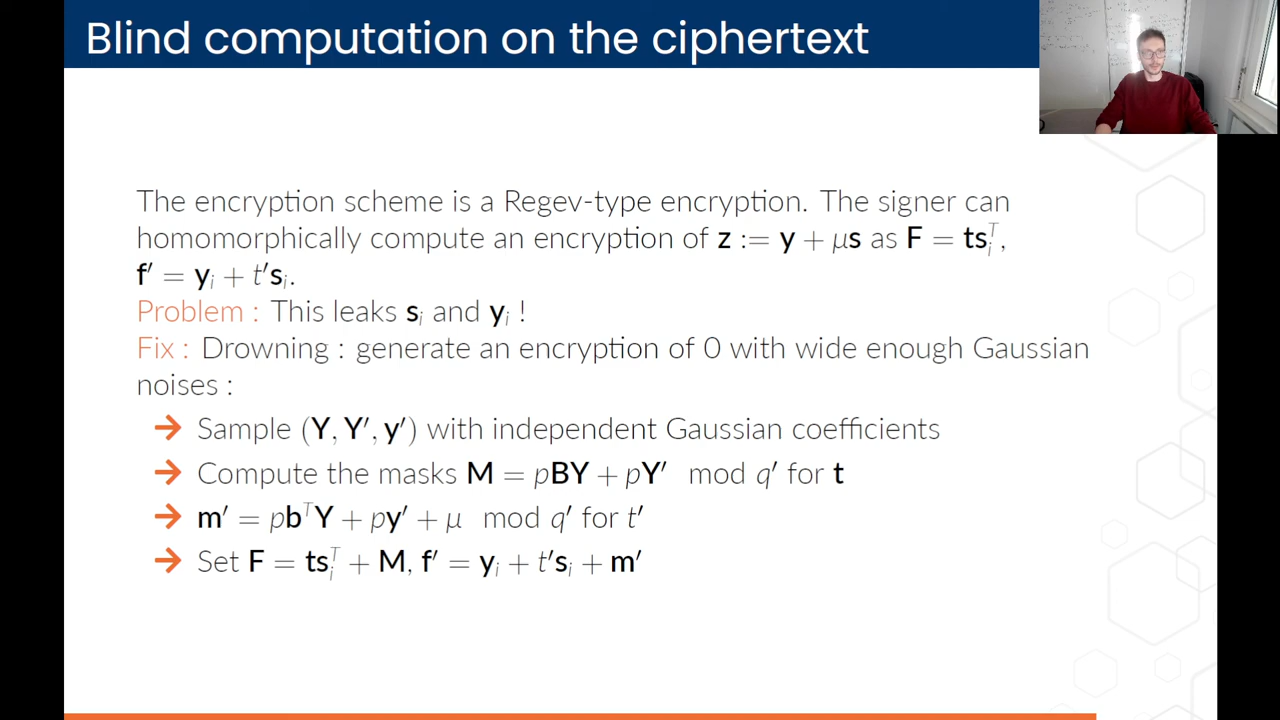 Blind computation on the ciphertext
The encryption scheme is a Regev-type encryption. The signer can
homomorphically compute an encryption of z := y + μs as F = ts_i^T,
f′ = y_i + t′s_i.
Problem : This leaks s_i and y_i !
Fix : Drowning : generate an encryption of 0 with wide enough Gaussian
noises :
→ Sample (Y, Y′, y′) with independent Gaussian coefficients
→ Compute the masks M = pBY + pY′ mod q′ for t
→ m′ = pb^TY + py′ + μ mod q′ for t′
→ Set F = ts_i^T + M, f′ = y_i + t′s_i + m′